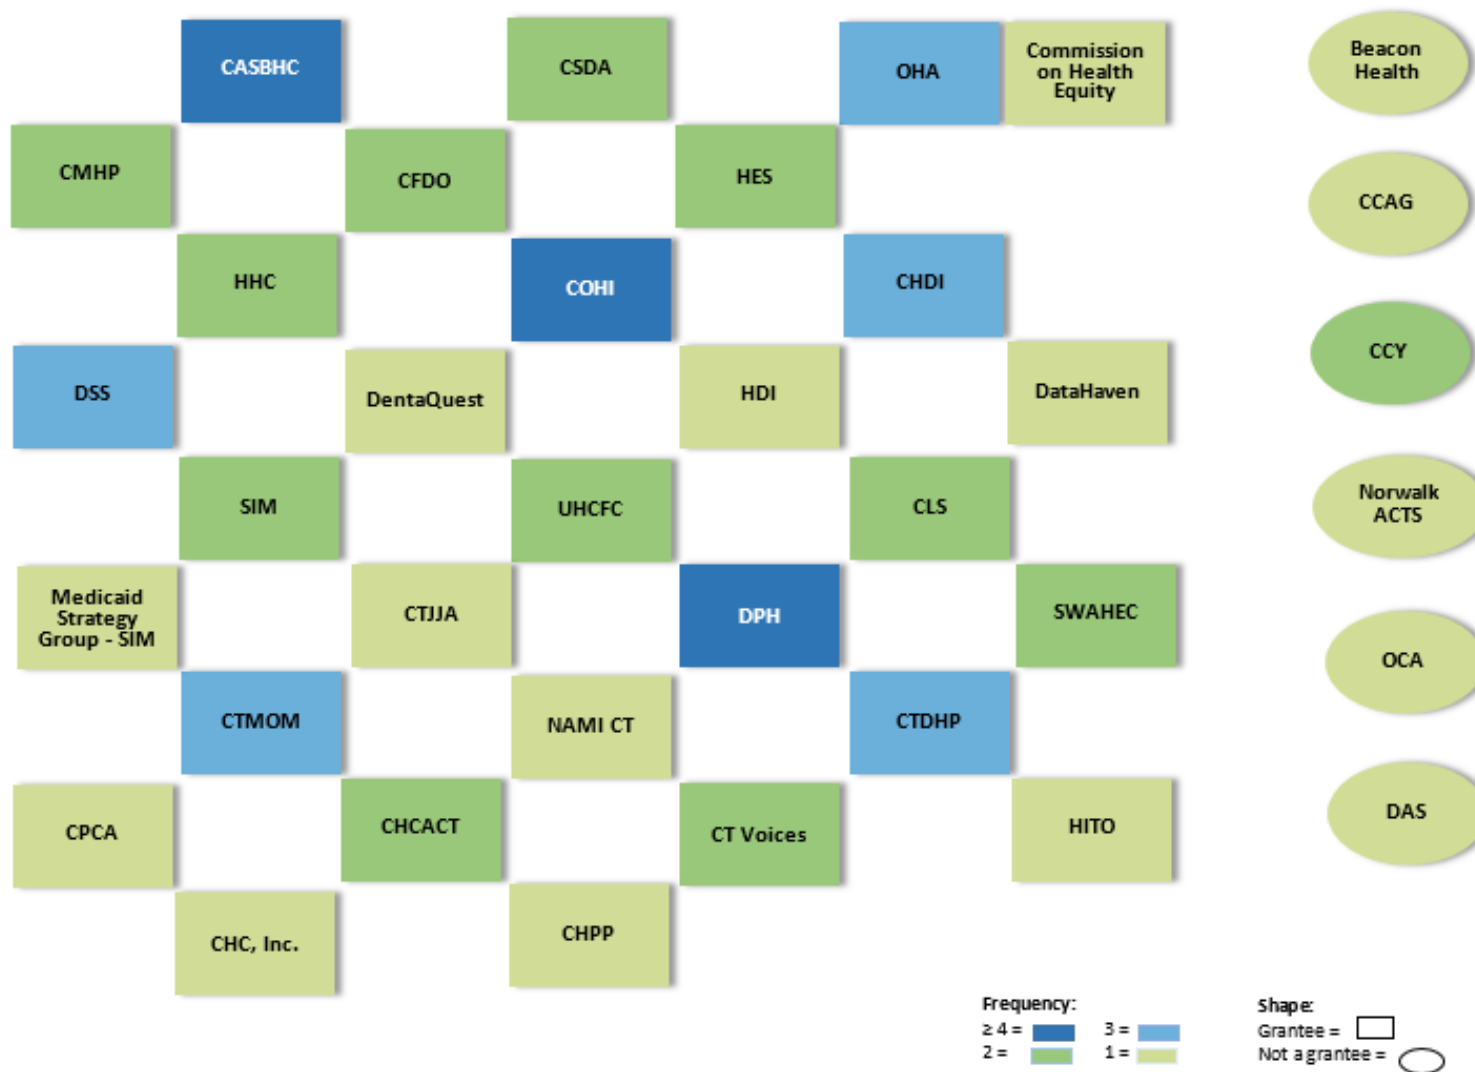 CASBHC
CSDA
OHA
Commission
on Health
Equity
Beacon
Health
CMHP
CFDO
HES
CCAG
HHC
COHI
CHDI
CCY
DSS
DentaQuest
HDI
DataHaven
SIM
UHCFC
CLS
Norwalk
ACTS
Medicaid
Strategy
Group - SIM
CTJJA
DPH
SWAHEC
OCA
CTMOM
NAMI CT
CTDHP
CPCA
CHCACT
CT Voices
HITO
DAS
CHC, Inc.
CHPP
Frequency:
≥ 4 =
3 =
2 =
1 =
Shape:
Grantee =
Not a grantee =